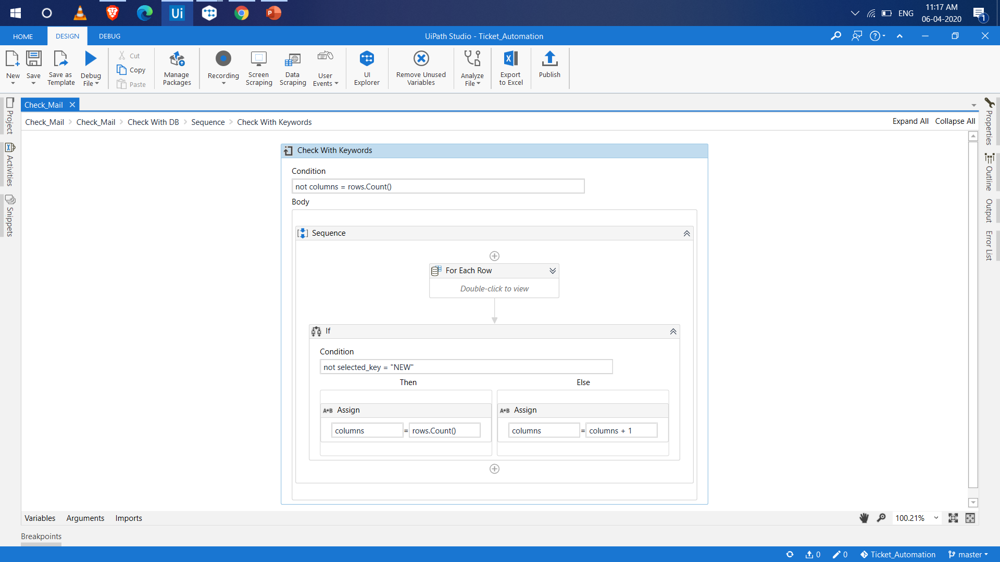 Ui
P
ENG
11:17 AM
06-04-2020
1
HOME
DESIGN
DEBUG
UiPath Studio - Ticket_Automation
New
Save
Save as Template
Debug File
Cut
Copy
Paste
Manage Packages
Recording
Screen Scraping
Data Scraping
User Events
UI Explorer
Remove Unused Variables
Analyze File
Export to Excel
Publish
Check_Mail
Check_Mail > Check_Mail > Check With DB > Sequence > Check With Keywords
Expand All
Collapse All
Project
Activities
Snippets
Properties
Outline
Output
Error List
Check With Keywords
Condition
not columns = rows.Count()
Body
Sequence
For Each Row
Double-click to view
If
Condition
not selected_key = "NEW"
Then
Else
A←B Assign
columns = rows.Count()
A←B Assign
columns = columns + 1
Variables
Arguments
Imports
100.21%
Breakpoints
0
0
Ticket_Automation
master